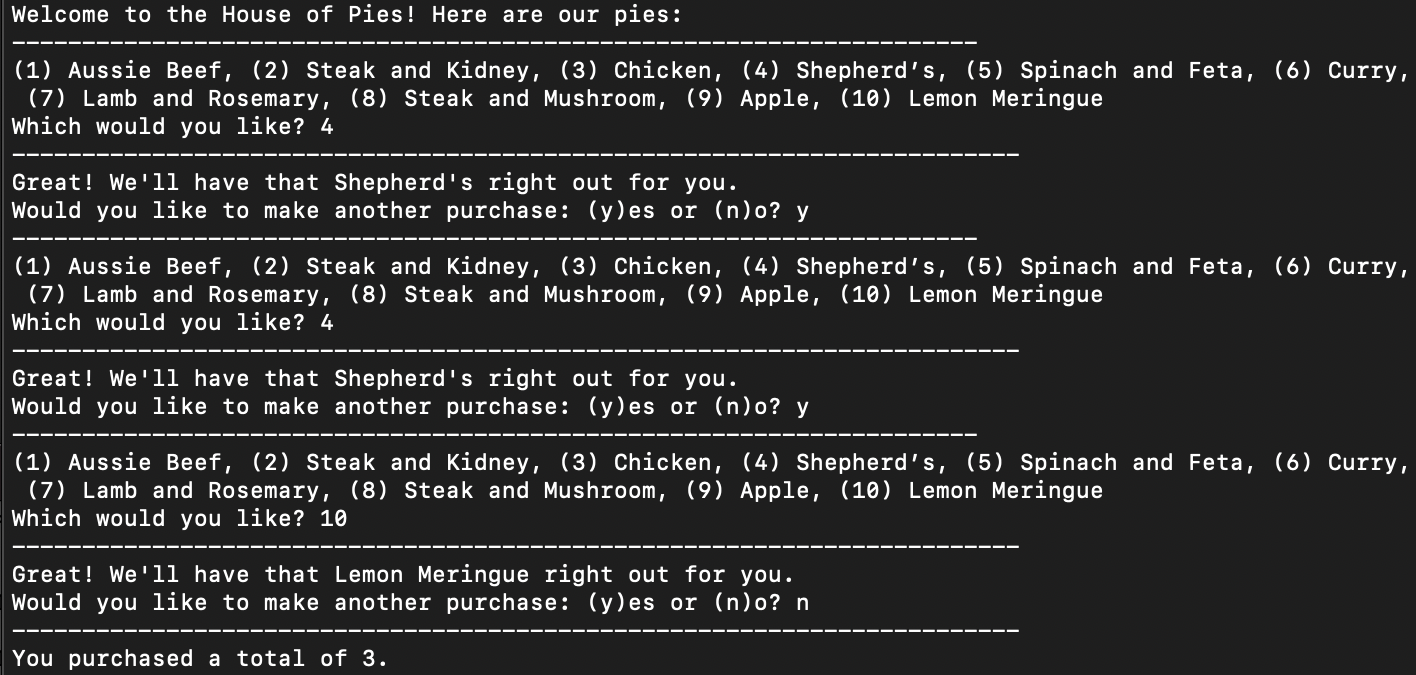 Welcome to the House of Pies! Here are our pies:
---------------------------------------------------------------------
(1) Aussie Beef, (2) Steak and Kidney, (3) Chicken, (4) Shepherd’s, (5) Spinach and Feta, (6) Curry,
 (7) Lamb and Rosemary, (8) Steak and Mushroom, (9) Apple, (10) Lemon Meringue
Which would you like? 4
------------------------------------------------------------------------
Great! We'll have that Shepherd's right out for you.
Would you like to make another purchase: (y)es or (n)o? y
---------------------------------------------------------------------
(1) Aussie Beef, (2) Steak and Kidney, (3) Chicken, (4) Shepherd’s, (5) Spinach and Feta, (6) Curry,
 (7) Lamb and Rosemary, (8) Steak and Mushroom, (9) Apple, (10) Lemon Meringue
Which would you like? 4
------------------------------------------------------------------------
Great! We'll have that Shepherd's right out for you.
Would you like to make another purchase: (y)es or (n)o? y
---------------------------------------------------------------------
(1) Aussie Beef, (2) Steak and Kidney, (3) Chicken, (4) Shepherd’s, (5) Spinach and Feta, (6) Curry,
 (7) Lamb and Rosemary, (8) Steak and Mushroom, (9) Apple, (10) Lemon Meringue
Which would you like? 10
------------------------------------------------------------------------
Great! We'll have that Lemon Meringue right out for you.
Would you like to make another purchase: (y)es or (n)o? n
------------------------------------------------------------------------
You purchased a total of 3.